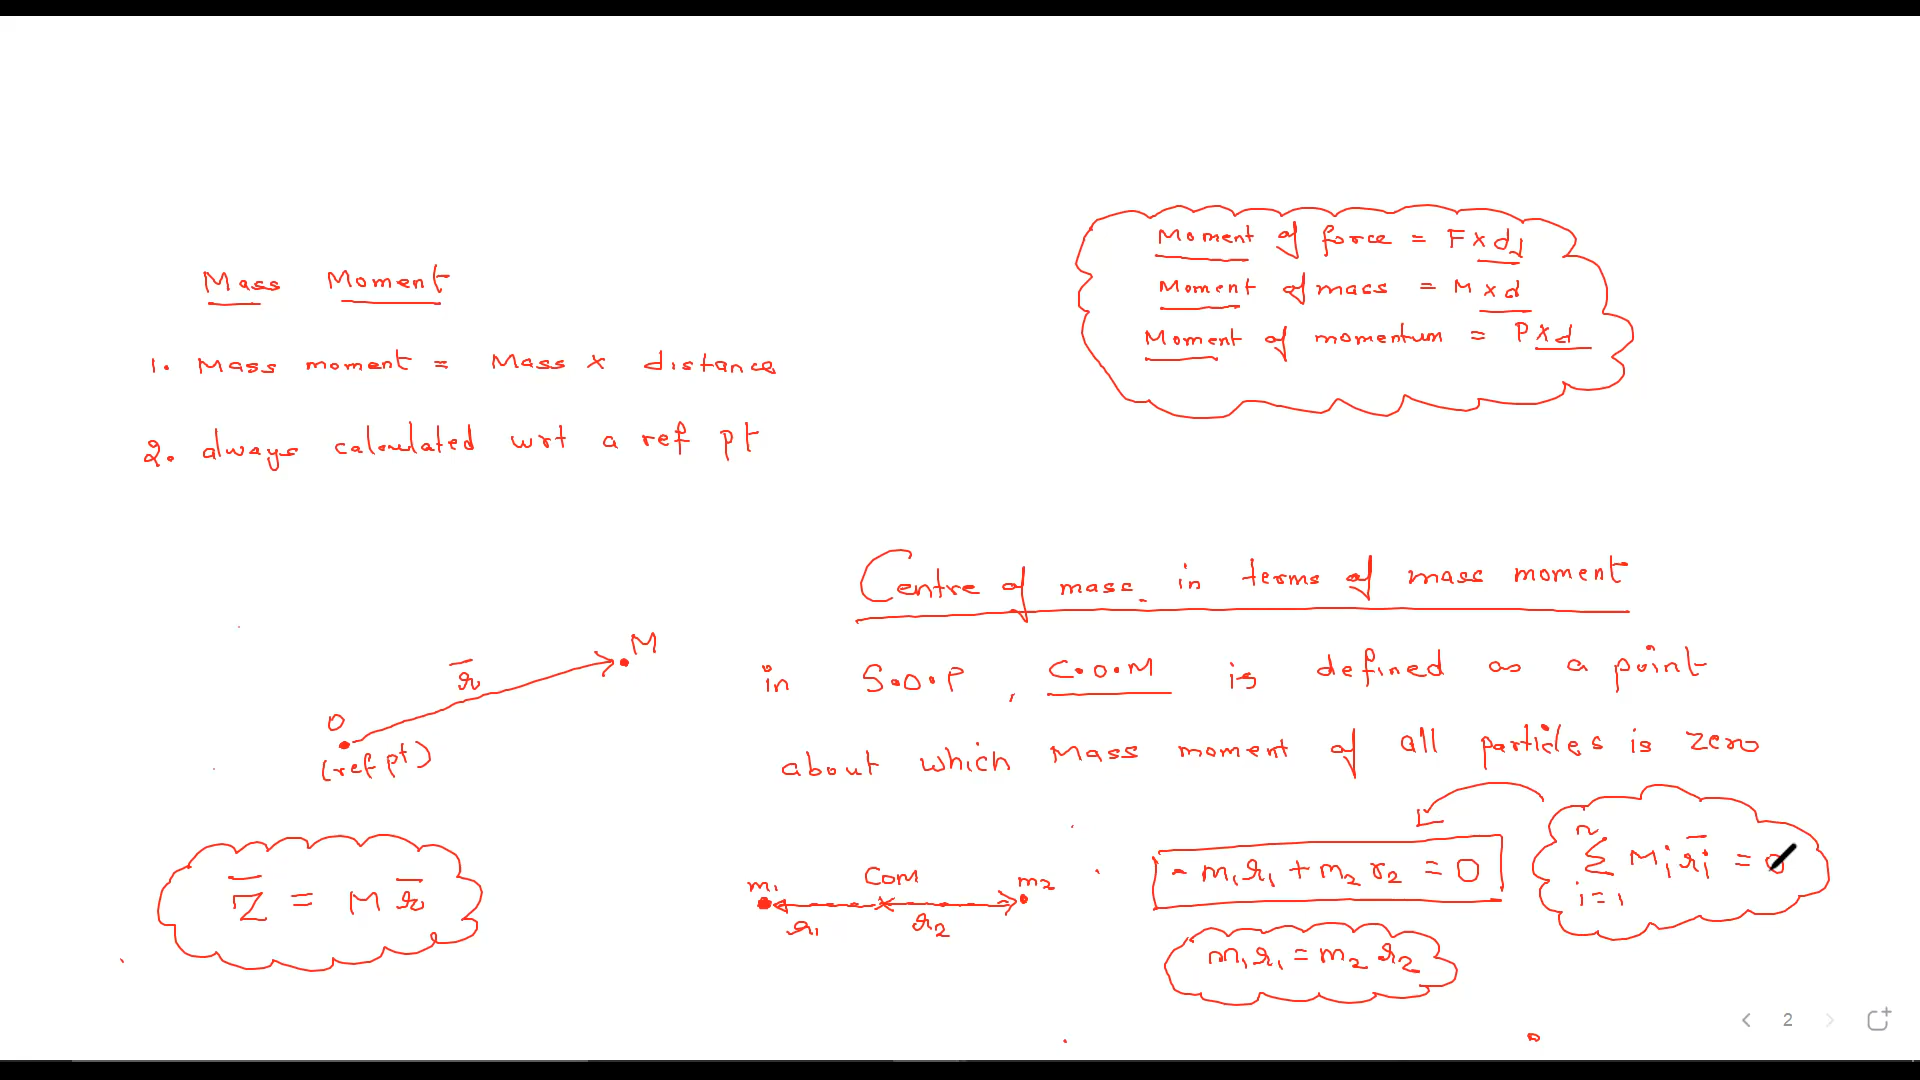 Moment of force = F x d⊥
Moment of mass = M x d
Moment of momentum = P x d
Mass Moment
1. Mass moment = Mass x distance
2. always calculated wrt a ref pt
Centre of mass in terms of mass moment
in S.O.P, C.O.M is defined as a point
about which Mass moment of all particles is zero
M
r̅
O
(ref pt)
Z̅ = M r̅
m₁ COM m₂
r₁ r₂
- m₁r₁ + m₂r₂ = 0
m₁r₁ = m₂r₂
n
Σ Mᵢr̅ᵢ = 0
i=1
2